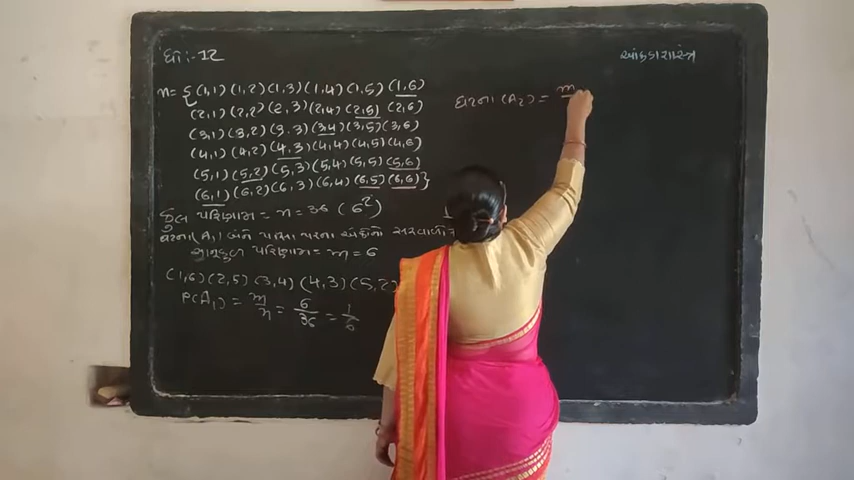 ધો :- 12
આંકડાશાસ્ત્ર
n = { (1,1) (1,2) (1,3) (1,4) (1,5) (1,6)
(2,1) (2,2) (2,3) (2,4) (2,5) (2,6)
(3,1) (3,2) (3,3) (3,4) (3,5) (3,6)
(4,1) (4,2) (4,3) (4,4) (4,5) (4,6)
(5,1) (5,2) (5,3) (5,4) (5,5) (5,6)
(6,1) (6,2) (6,3) (6,4) (6,5) (6,6) }
કુલ પરિણામ = n = 36 (6²)
ઘટના (A₁) બંને પાસા પરના અંકોનો સરવાળો
સાનુકૂળ પરિણામ = m = 6
(1,6) (2,5) (3,4) (4,3) (5,2)
P(A₁) = m/n = 6/36 = 1/6
ઘટના (A₂) = m